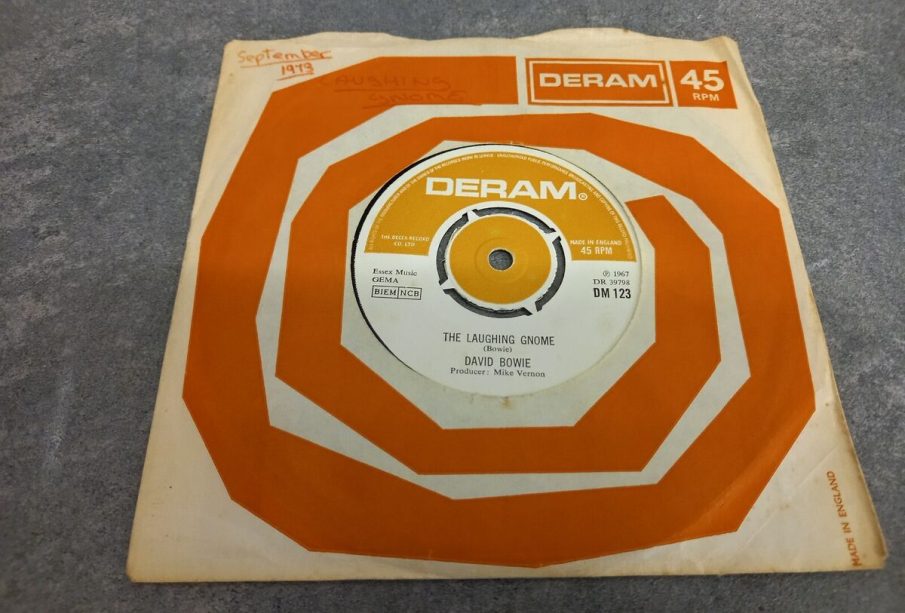 September
1973
LAUGHING
GNOME
DERAM
45
RPM
DERAM®
THE DECCA RECORD
CO. LTD
MADE IN ENGLAND
45 RPM
Essex Music
GEMA
BIEM NCB
℗ 1967
DR 39798
DM 123
THE LAUGHING GNOME
(Bowie)
DAVID BOWIE
Producer: Mike Vernon
MADE IN ENGLAND